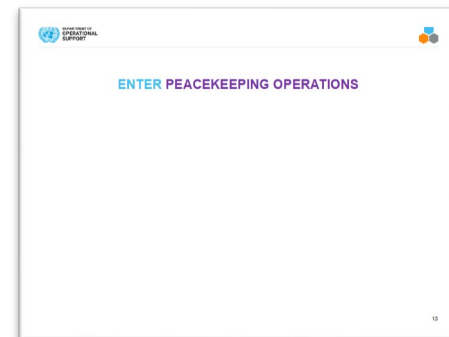 DEPARTMENT OF
OPERATIONAL
SUPPORT
ENTER PEACEKEEPING OPERATIONS
13